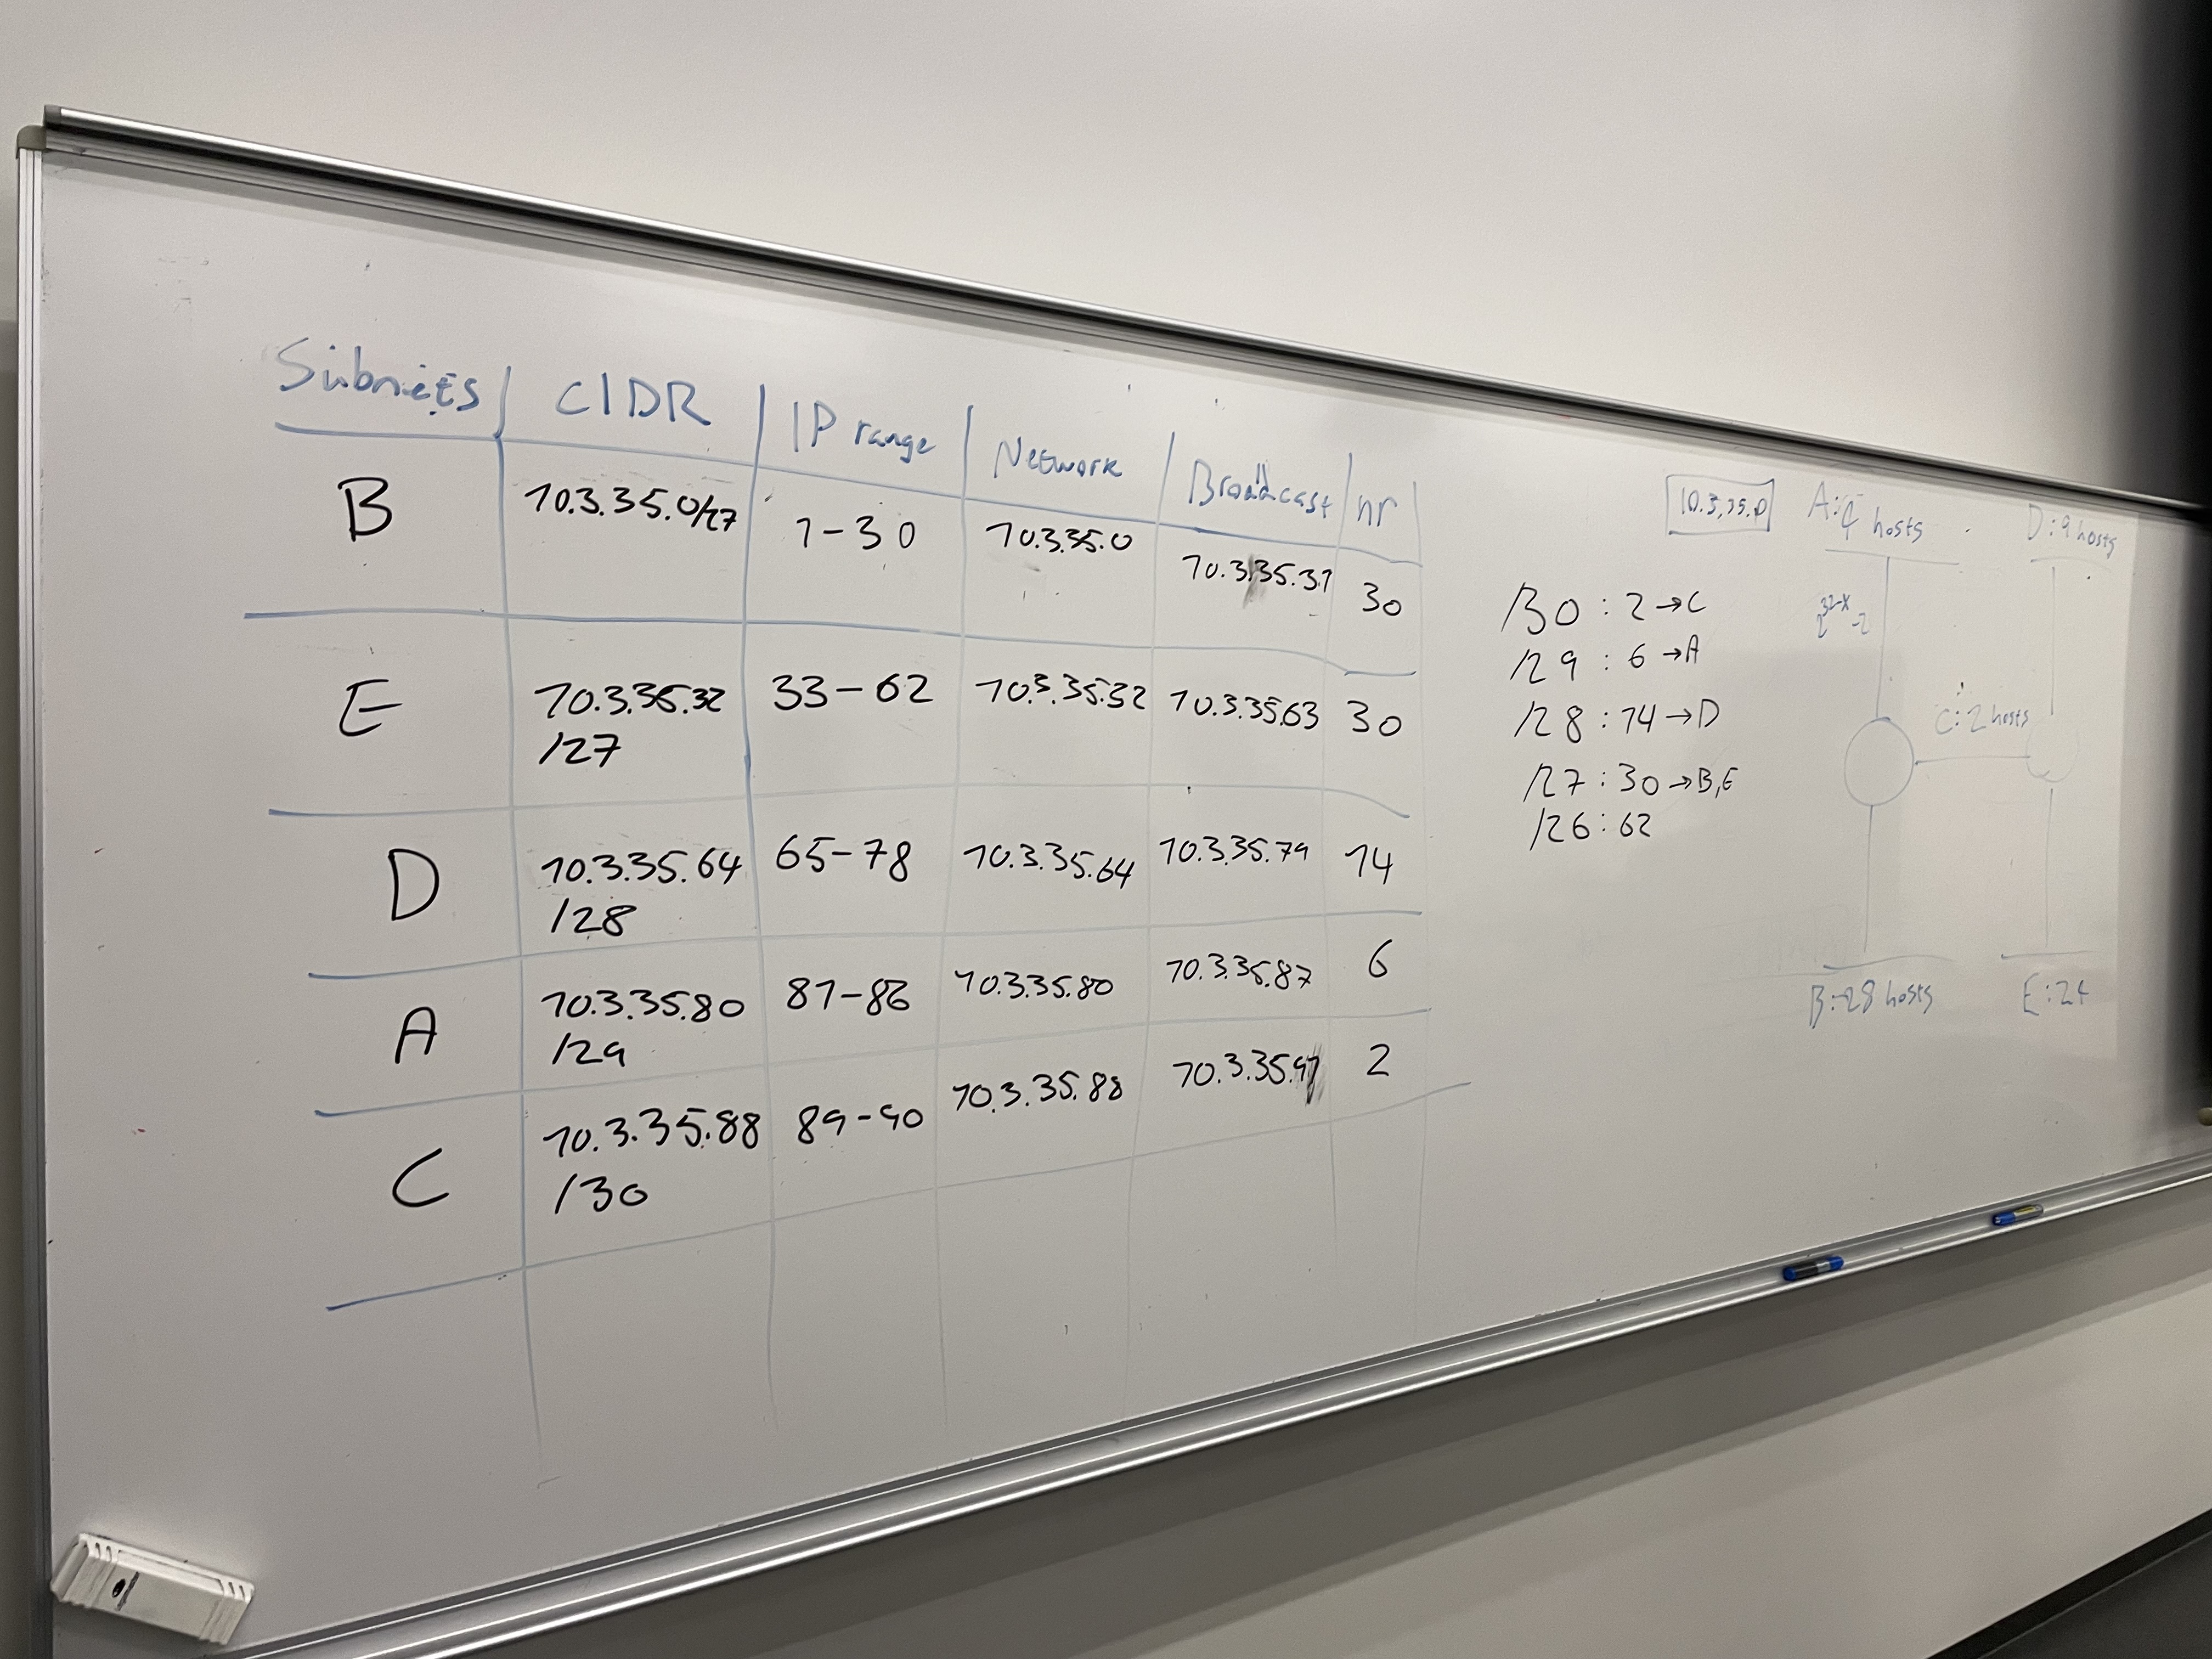 Subnets CIDR IP range Network Broadcast nr
B 10.3.35.0/27 1-30 10.3.35.0 10.3.35.31 30
E 10.3.35.32 33-62 10.3.35.32 10.3.35.63 30
/27
D 10.3.35.64 65-78 10.3.35.64 10.3.35.79 14
/28
A 10.3.35.80 81-86 10.3.35.80 10.3.35.87 6
/29
C 10.3.35.88 89-90 10.3.35.88 10.3.35.91 2
/30
/30 : 2 → C
/29 : 6 → A
/28 : 14 → D
/27 : 30 → B,E
/26 : 62
10.3.35.0
A: 4 hosts
D: 9 hosts
2^32-x -2
C: 2 hosts
B: 28 hosts
E: 24